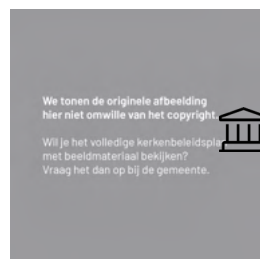 We tonen de originele afbeelding
hier niet omwille van het copyright.
Wil je het volledige kerkenbeleidspla
met beeldmateriaal bekijken?
Vraag het dan op bij de gemeente.